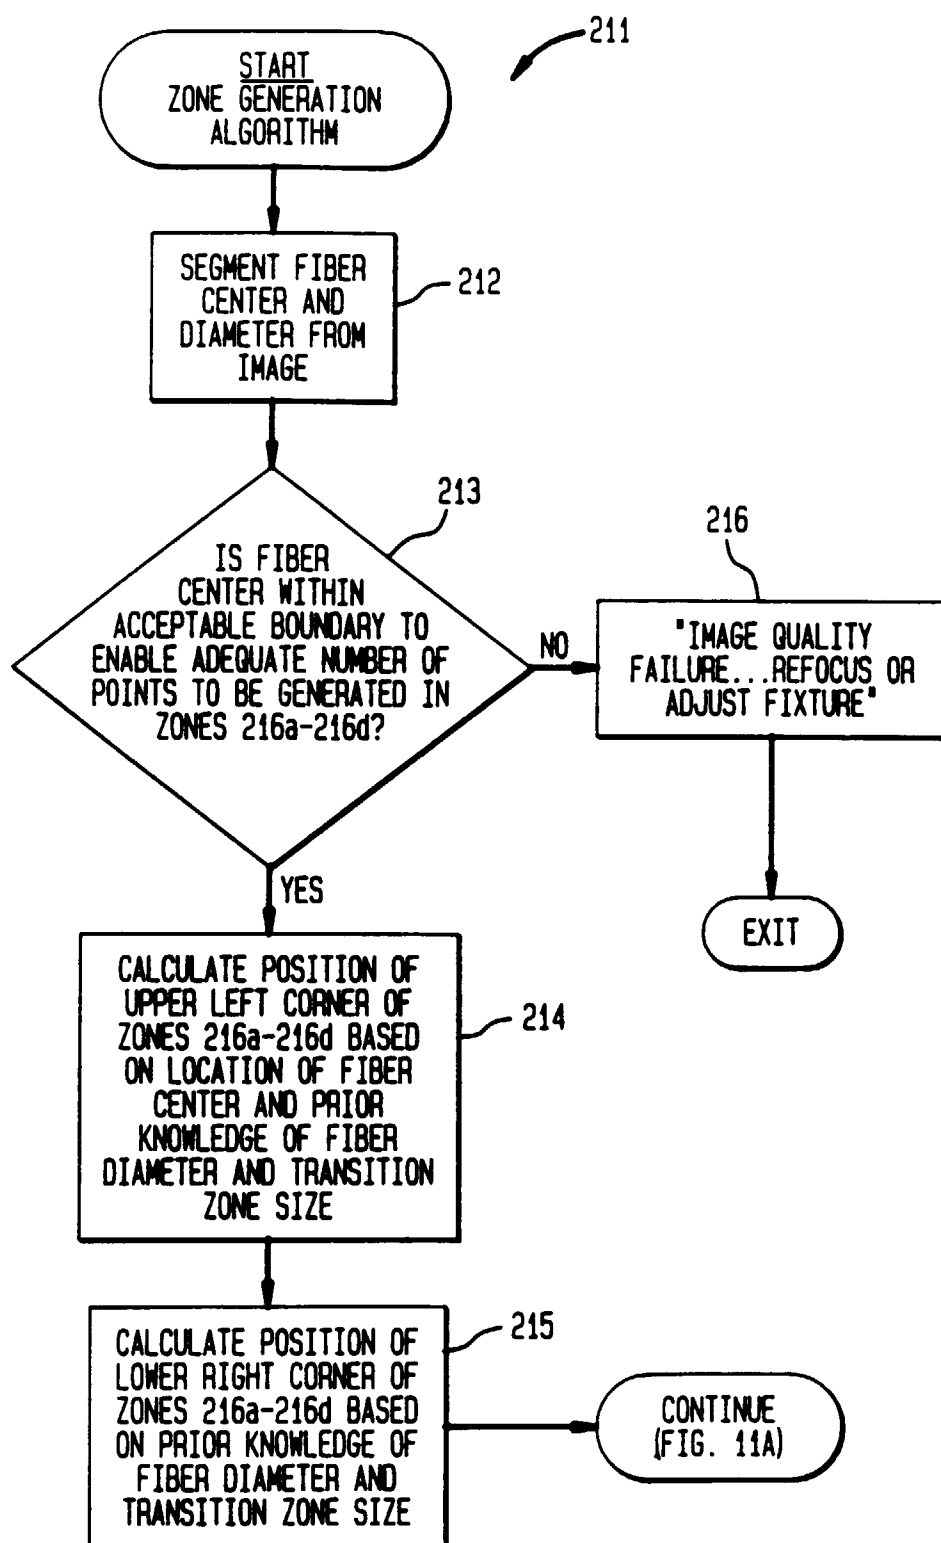 211
START
ZONE GENERATION
ALGORITHM
SEGMENT FIBER
CENTER AND
DIAMETER FROM
IMAGE
212
213
IS FIBER
CENTER WITHIN
ACCEPTABLE BOUNDARY TO
ENABLE ADEQUATE NUMBER OF
POINTS TO BE GENERATED IN
ZONES 216a-216d?
NO
216
"IMAGE QUALITY
FAILURE...REFOCUS OR
ADJUST FIXTURE"
EXIT
YES
CALCULATE POSITION OF
UPPER LEFT CORNER OF
ZONES 216a-216d BASED
ON LOCATION OF FIBER
CENTER AND PRIOR
KNOWLEDGE OF FIBER
DIAMETER AND TRANSITION
ZONE SIZE
214
CALCULATE POSITION OF
LOWER RIGHT CORNER OF
ZONES 216a-216d BASED
ON PRIOR KNOWLEDGE OF
FIBER DIAMETER AND
TRANSITION ZONE SIZE
215
CONTINUE
(FIG. 11A)